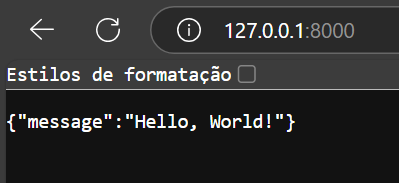 127.0.0.1:8000
Estilos de formatação
{"message":"Hello, World!"}